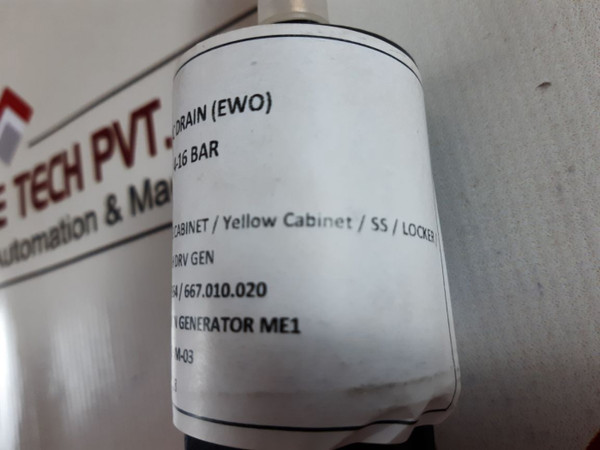 E TECH PVT.
Automation & Ma
DRAIN (EWO)
-16 BAR
CABINET / Yellow Cabinet / SS / LOCKER
DRV GEN
/ 667.010.020
N GENERATOR ME1
M-03